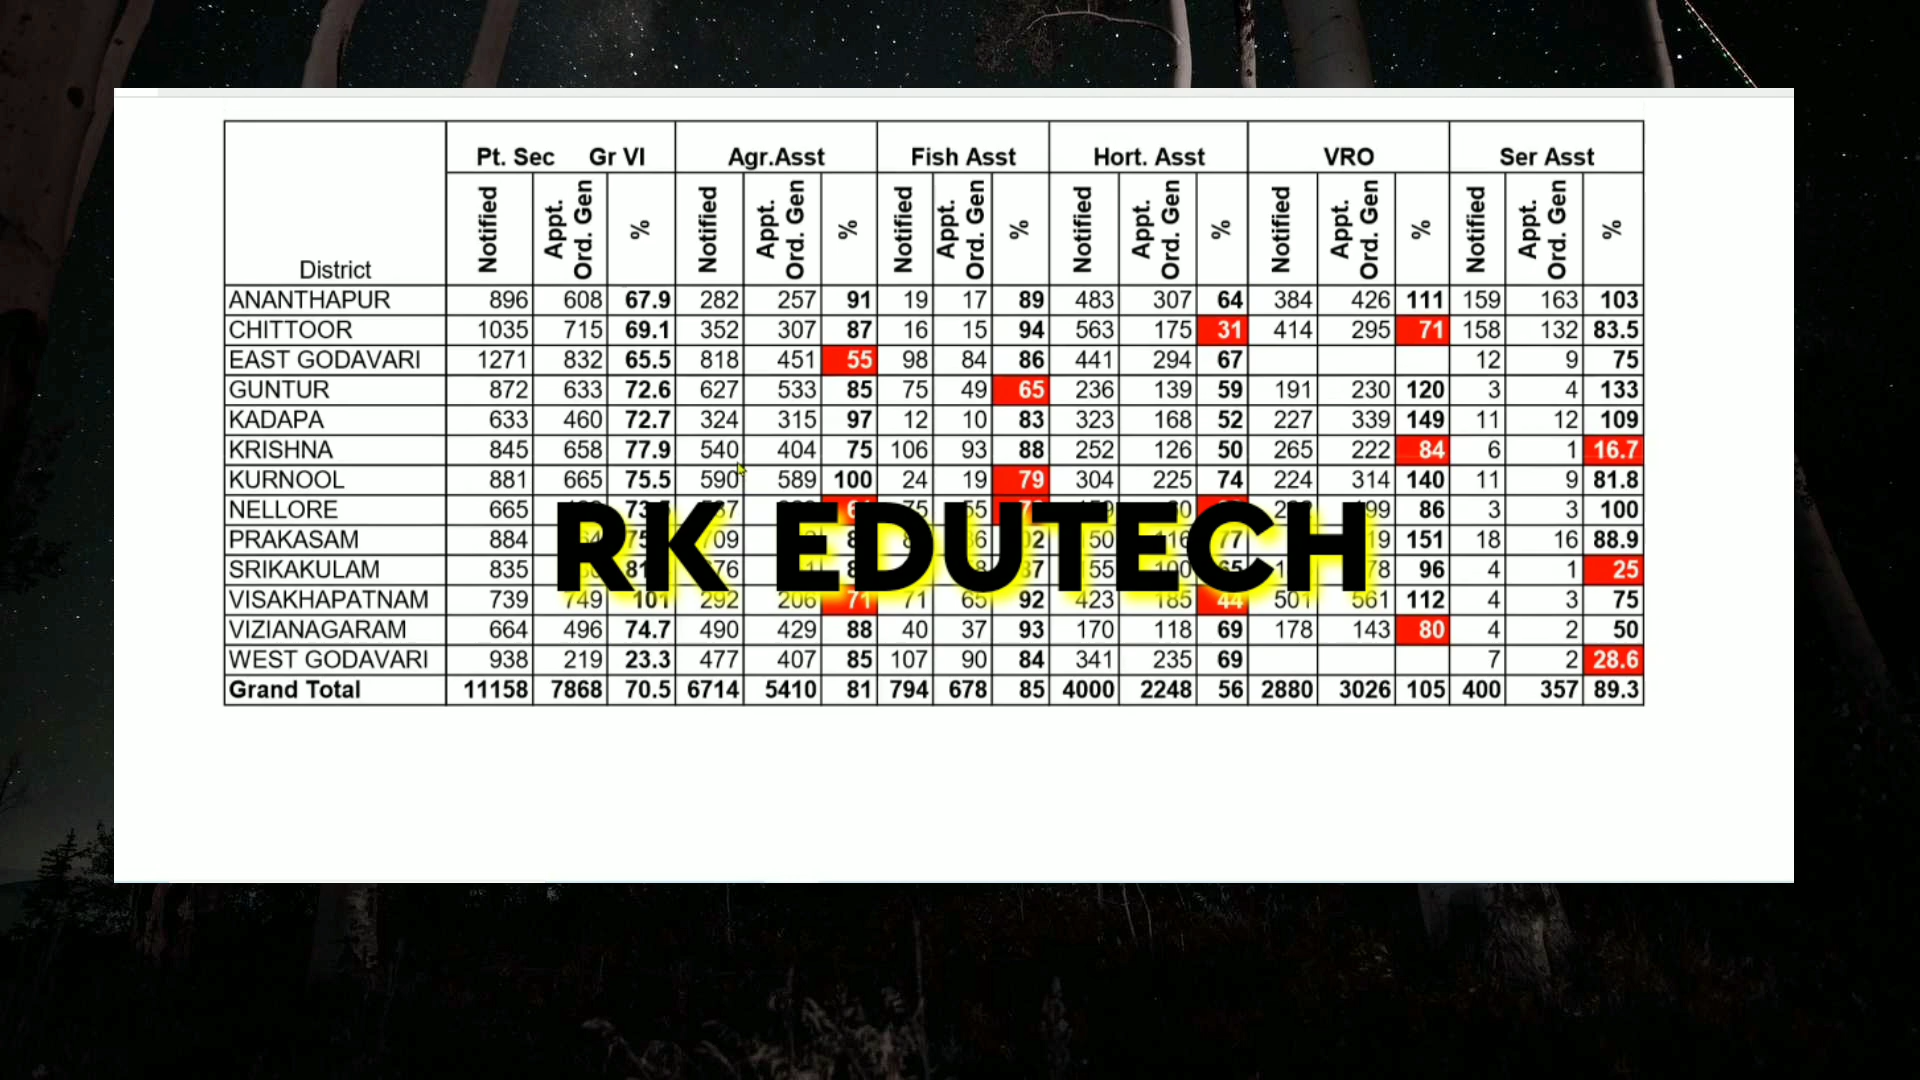 Pt. Sec Gr VI Agr.Asst Fish Asst Hort. Asst VRO Ser Asst
District Notified Appt. Ord. Gen % Notified Appt. Ord. Gen % Notified Appt. Ord. Gen % Notified Appt. Ord. Gen % Notified Appt. Ord. Gen % Notified Appt. Ord. Gen %
ANANTHAPUR 896 608 67.9 282 257 91 19 17 89 483 307 64 384 426 111 159 163 103
CHITTOOR 1035 715 69.1 352 307 87 16 15 94 563 175 31 414 295 71 158 132 83.5
EAST GODAVARI 1271 832 65.5 818 451 55 98 84 86 441 294 67 12 9 75
GUNTUR 872 633 72.6 627 533 85 75 49 65 236 139 59 191 230 120 3 4 133
KADAPA 633 460 72.7 324 315 97 12 10 83 323 168 52 227 339 149 11 12 109
KRISHNA 845 658 77.9 540 404 75 106 93 88 252 126 50 265 222 84 6 1 16.7
KURNOOL 881 665 75.5 590 589 100 24 19 79 304 225 74 224 314 140 11 9 81.8
NELLORE 665 86 3 3 100
RK EDUTECH
PRAKASAM 884 151 18 16 88.9
SRIKAKULAM 835 96 4 1 25
VISAKHAPATNAM 739 749 101 292 206 71 71 65 92 423 185 44 501 561 112 4 3 75
VIZIANAGARAM 664 496 74.7 490 429 88 40 37 93 170 118 69 178 143 80 4 2 50
WEST GODAVARI 938 219 23.3 477 407 85 107 90 84 341 235 69 7 2 28.6
Grand Total 11158 7868 70.5 6714 5410 81 794 678 85 4000 2248 56 2880 3026 105 400 357 89.3